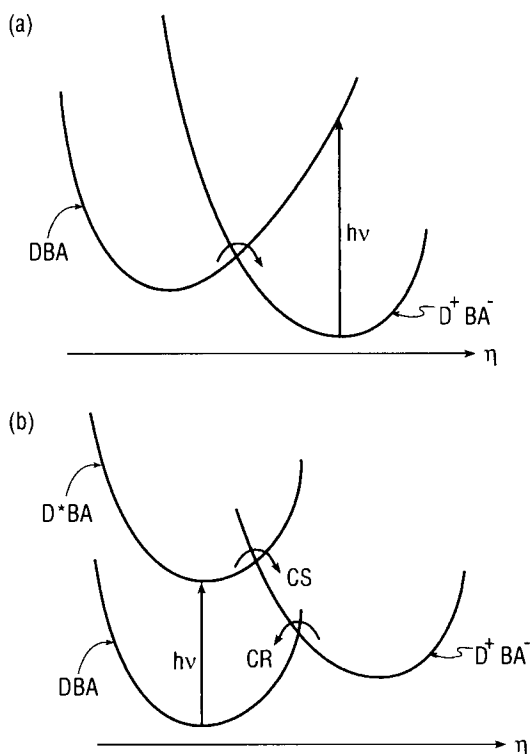 (a)
DBA
hν
D⁺BA⁻
η
(b)
D*BA
CS
hν
CR
DBA
D⁺BA⁻
η